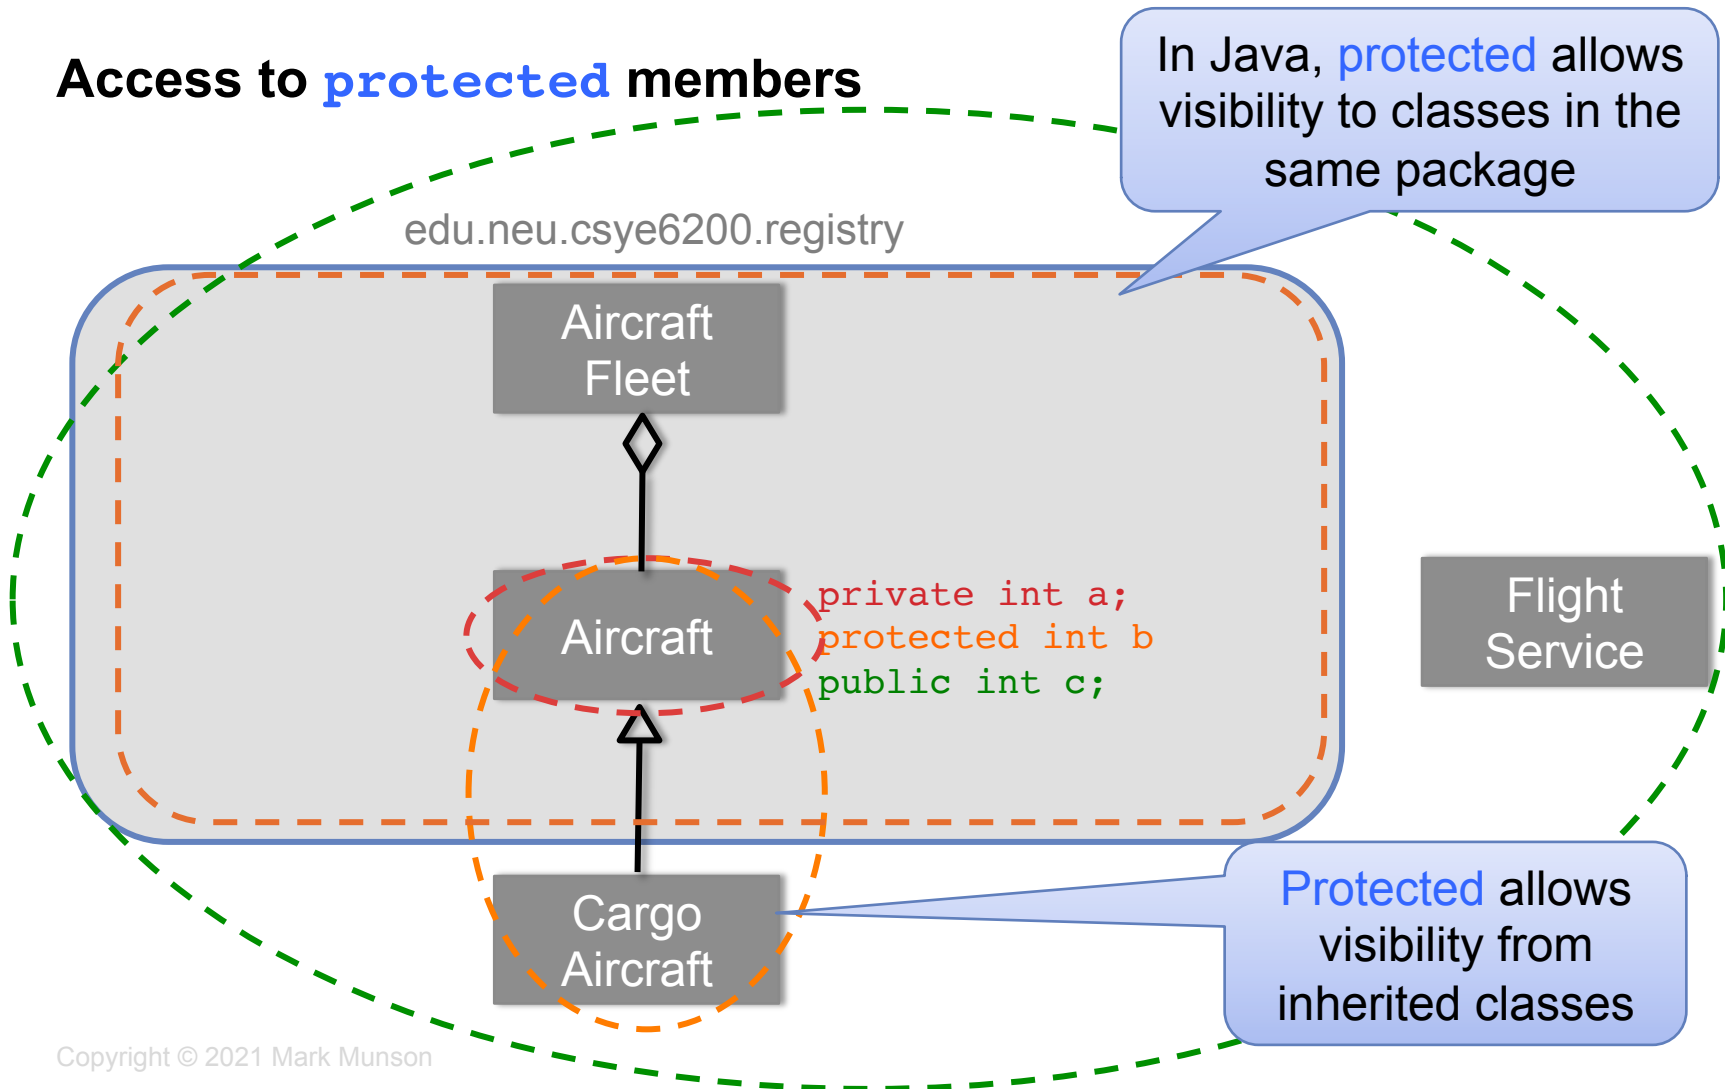 Access to protected members
In Java, protected allows
visibility to classes in the
same package
edu.neu.csye6200.registry
Aircraft
Fleet
Aircraft
private int a;
protected int b
public int c;
Flight
Service
Cargo
Aircraft
Protected allows
visibility from
inherited classes
Copyright © 2021 Mark Munson